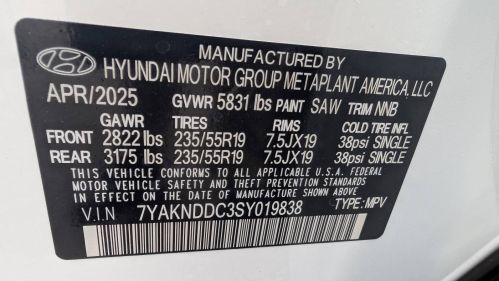 MANUFACTURED BY
HYUNDAI MOTOR GROUP METAPLANT AMERICA, LLC
APR/2025 GVWR 5831 lbs PAINT SAW TRIM NNB
GAWR TIRES RIMS COLD TIRE INFL
FRONT 2822 lbs 235/55R19 7.5JX19 38psi SINGLE
REAR 3175 lbs 235/55R19 7.5JX19 38psi SINGLE
THIS VEHICLE CONFORMS TO ALL APPLICABLE U.S.A. FEDERAL
MOTOR VEHICLE SAFETY AND THEFT PREVENTION STANDARDS IN
EFFECT ON THE DATE OF MANUFACTURE SHOWN ABOVE.
V.I.N 7YAKNDDC3SY019838 TYPE: MPV